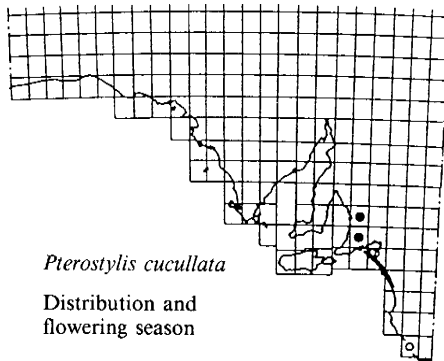 Pterostylis cucullata
Distribution and
flowering season